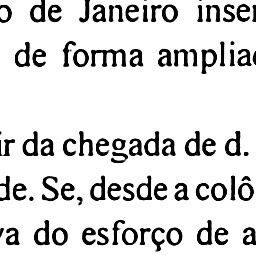 o de Janeiro inser
de forma ampliad
ir da chegada de d.
de. Se, desde a colô
va do esforço de a